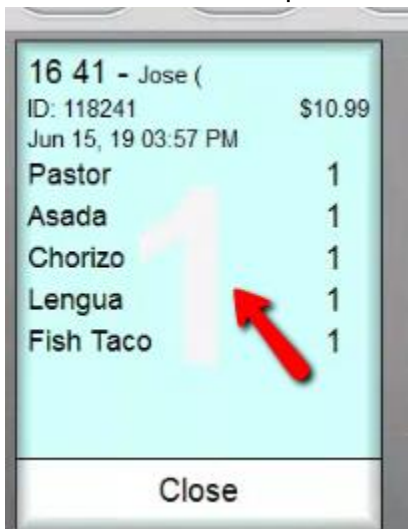 16 41 - Jose (
ID: 118241 $10.99
Jun 15, 19 03:57 PM
Pastor 1
Asada 1
Chorizo 1
Lengua 1
Fish Taco 1
1
Close